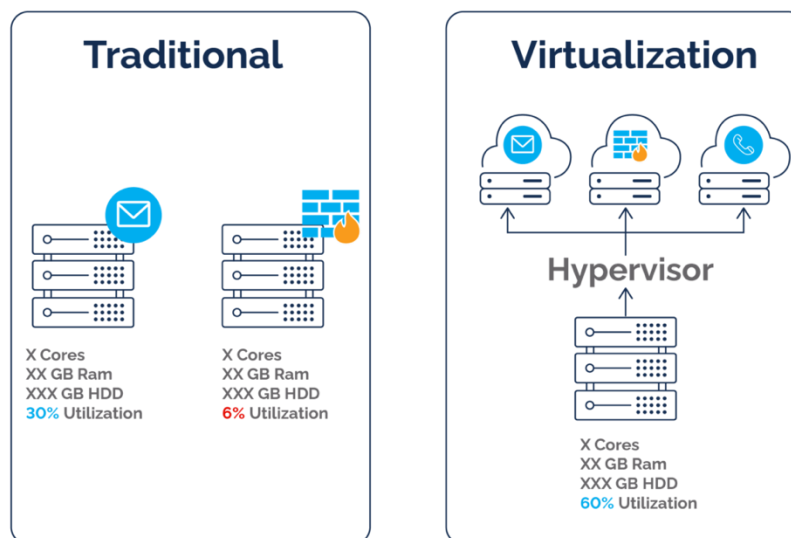 Traditional
X Cores
XX GB Ram
XXX GB HDD
30% Utilization
X Cores
XX GB Ram
XXX GB HDD
6% Utilization
Virtualization
Hypervisor
X Cores
XX GB Ram
XXX GB HDD
60% Utilization